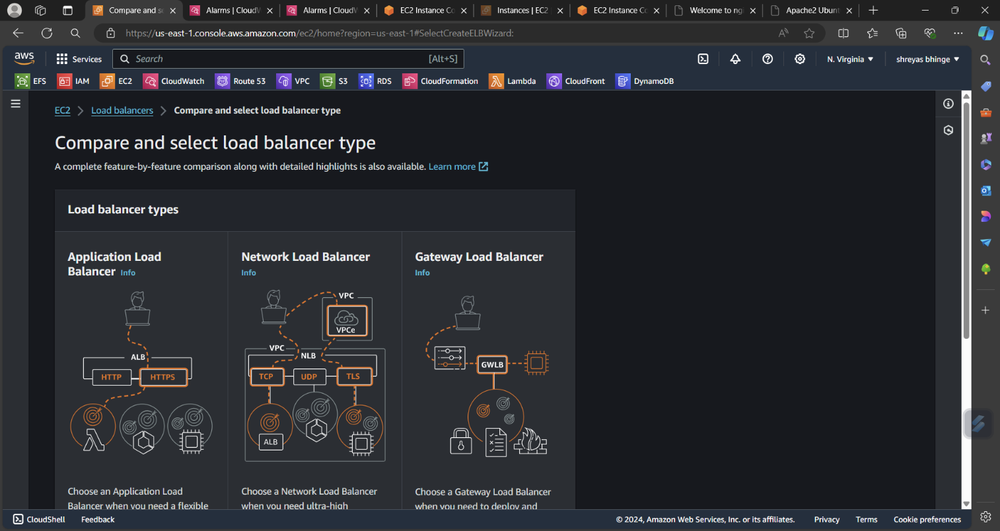 Compare and se
Alarms | CloudW
Alarms | CloudW
EC2 Instance Co
Instances | EC2
EC2 Instance Co
Welcome to ngi
Apache2 Ubunt
https://us-east-1.console.aws.amazon.com/ec2/home?region=us-east-1#SelectCreateELBWizard:
aws
Services
Search
[Alt+S]
N. Virginia
shreyas bhinge
EFS
IAM
EC2
CloudWatch
Route 53
VPC
S3
RDS
CloudFormation
Lambda
CloudFront
DynamoDB
EC2
Load balancers
Compare and select load balancer type
Compare and select load balancer type
A complete feature-by-feature comparison along with detailed highlights is also available. Learn more
Load balancer types
Application Load
Balancer Info
ALB
HTTP
HTTPS
Choose an Application Load
Balancer when you need a flexible
Network Load Balancer
Info
VPC
VPCe
VPC
NLB
TCP
UDP
TLS
ALB
Choose a Network Load Balancer
when you need ultra-high
Gateway Load Balancer
Info
GWLB
Choose a Gateway Load Balancer
when you need to deploy and
CloudShell
Feedback
© 2024, Amazon Web Services, Inc. or its affiliates.
Privacy
Terms
Cookie preferences